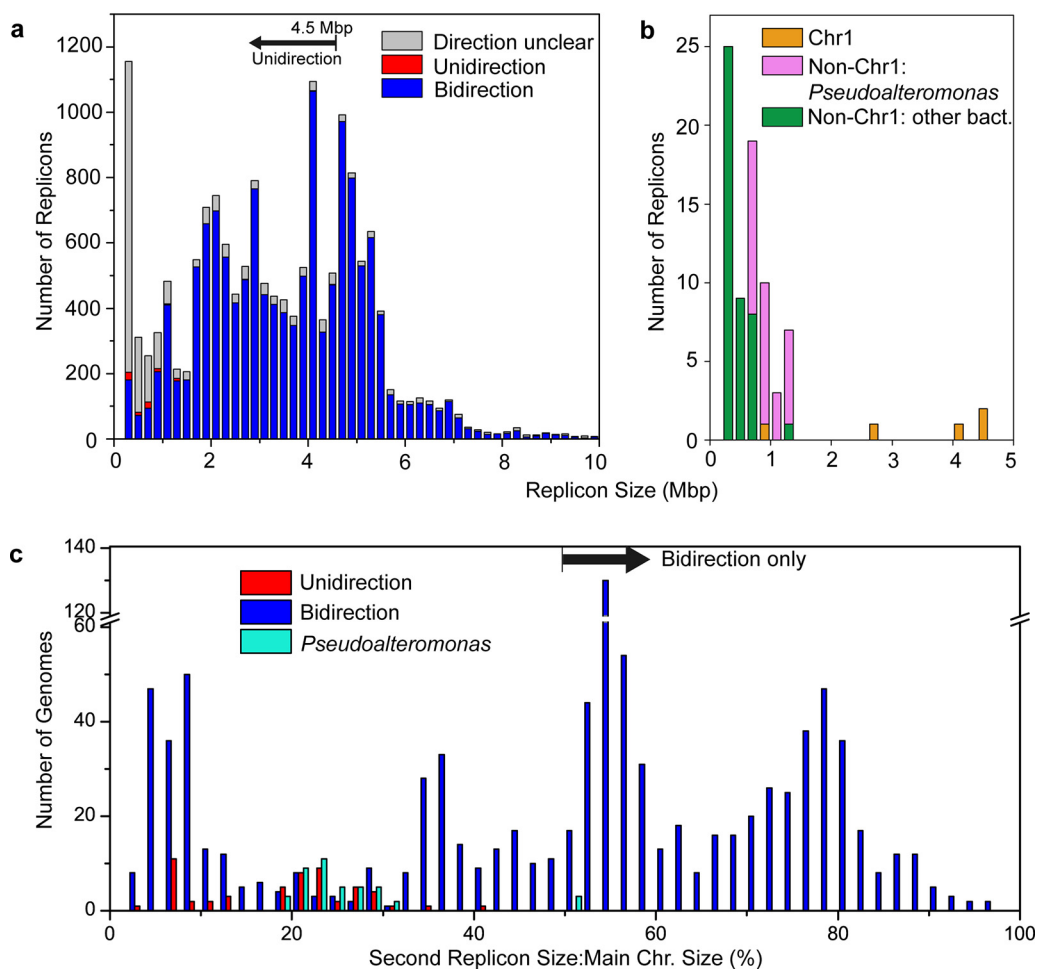 a
4.5 Mbp
Unidirection
Direction unclear
Unidirection
Bidirection
1200
1000
800
600
400
200
0
Number of Replicons
0
2
4
6
8
10
b
Chr1
Non-Chr1:
Pseudoalteromonas
Non-Chr1: other bact.
25
20
15
10
5
0
Number of Replicons
0
1
2
3
4
5
Replicon Size (Mbp)
c
Bidirection only
Unidirection
Bidirection
Pseudoalteromonas
140
120
60
40
20
0
Number of Genomes
0
20
40
60
80
100
Second Replicon Size:Main Chr. Size (%)